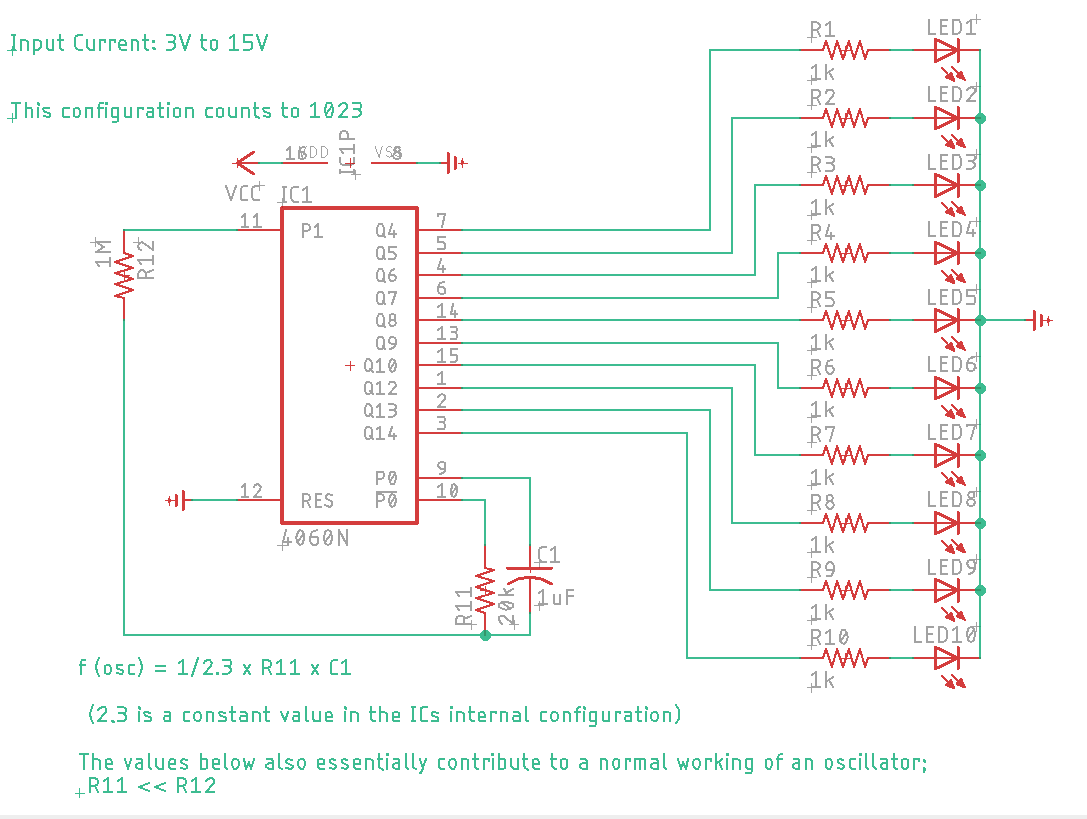 Input Current: 3V to 15V
This configuration counts to 1023
16 VDD IC1P VSS 8
VCC IC1
11 P1 Q4 7
Q5 5
Q6 4
Q7 6
Q8 14
Q9 13
Q10 15
Q12 1
Q13 2
Q14 3
P0 9
12 RES P0 10
4060N
1M R12
R11 20k
C1
1uF
R1 LED1
1k
R2 LED2
1k
R3 LED3
1k
R4 LED4
1k
R5 LED5
1k
R6 LED6
1k
R7 LED7
1k
R8 LED8
1k
R9 LED9
1k
R10 LED10
1k
f (osc) = 1/2.3 x R11 x C1
(2.3 is a constant value in the ICs internal configuration)
The values below also essentially contribute to a normal working of an oscillator;
R11 << R12